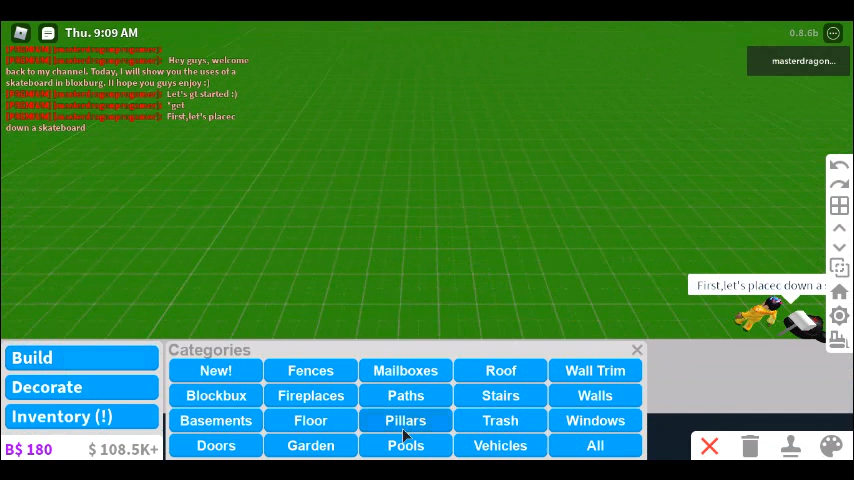 Thu. 9:09 AM
0.8.6b
masterdragon...
Hey guys, welcome
back to my channel. Today, I will show you the uses of a
skateboard in bloxburg. II hope you guys enjoy :)
Let's gt started :)
*get
First,let's placec
down a skateboard
First,let's placec down a
Build
Decorate
Inventory (!)
B$ 180
$ 108.5K+
Categories
New!
Fences
Mailboxes
Roof
Wall Trim
Blockbux
Fireplaces
Paths
Stairs
Walls
Basements
Floor
Pillars
Trash
Windows
Doors
Garden
Pools
Vehicles
All